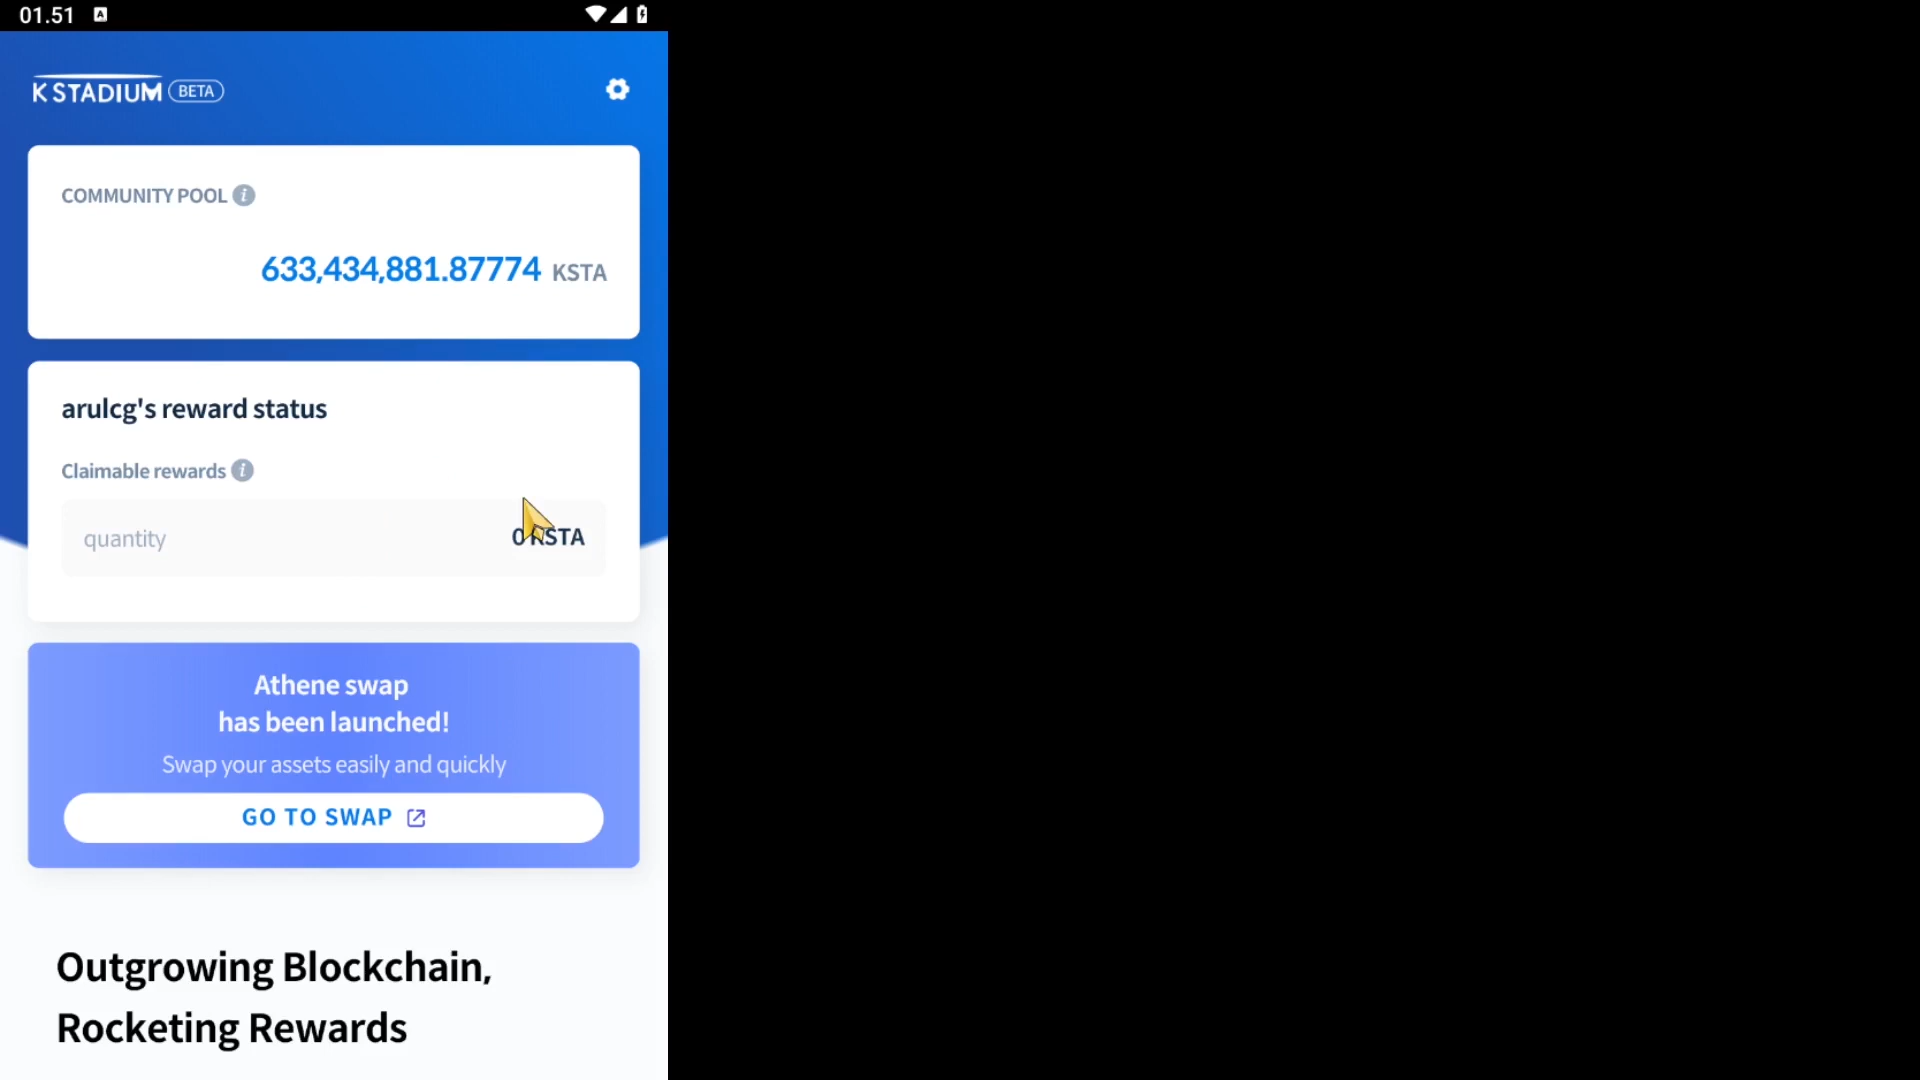 01.51
K STADIUM BETA
COMMUNITY POOL
633,434,881.87774 KSTA
arulcg's reward status
Claimable rewards
quantity 0 KSTA
Athene swap
has been launched!
Swap your assets easily and quickly
GO TO SWAP
Outgrowing Blockchain,
Rocketing Rewards